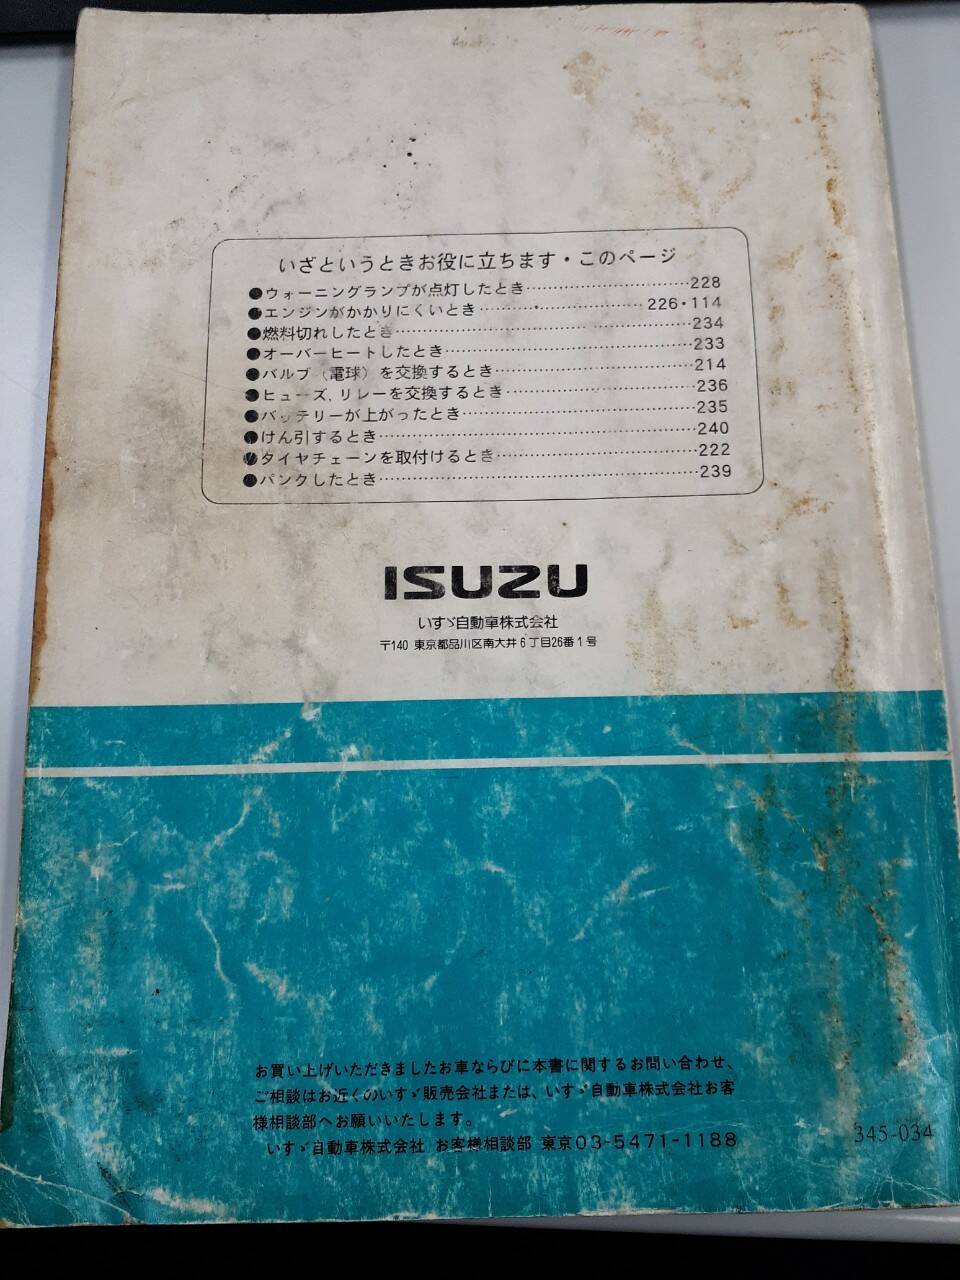 いざというときお役に立ちます・このページ
●ウォーニングランプが点灯したとき……………………228
●エンジンがかかりにくいとき……………………226・114
●燃料切れしたとき……………………234
●オーバーヒートしたとき……………………233
●バルブ（電球）を交換するとき……………………214
●ヒューズ,リレーを交換するとき……………………236
●バッテリーが上がったとき……………………235
●けん引するとき……………………240
●タイヤチェーンを取付けるとき……………………222
●パンクしたとき……………………239
ISUZU
いすゞ自動車株式会社
〒140 東京都品川区南大井6丁目26番1号
お買い上げいただきましたお車ならびに本書に関するお問い合わせ、
ご相談はお近くのいすゞ販売会社または、いすゞ自動車株式会社お客
様相談部へお願いいたします。
いすゞ自動車株式会社 お客様相談部 東京03-5471-1188
345-034